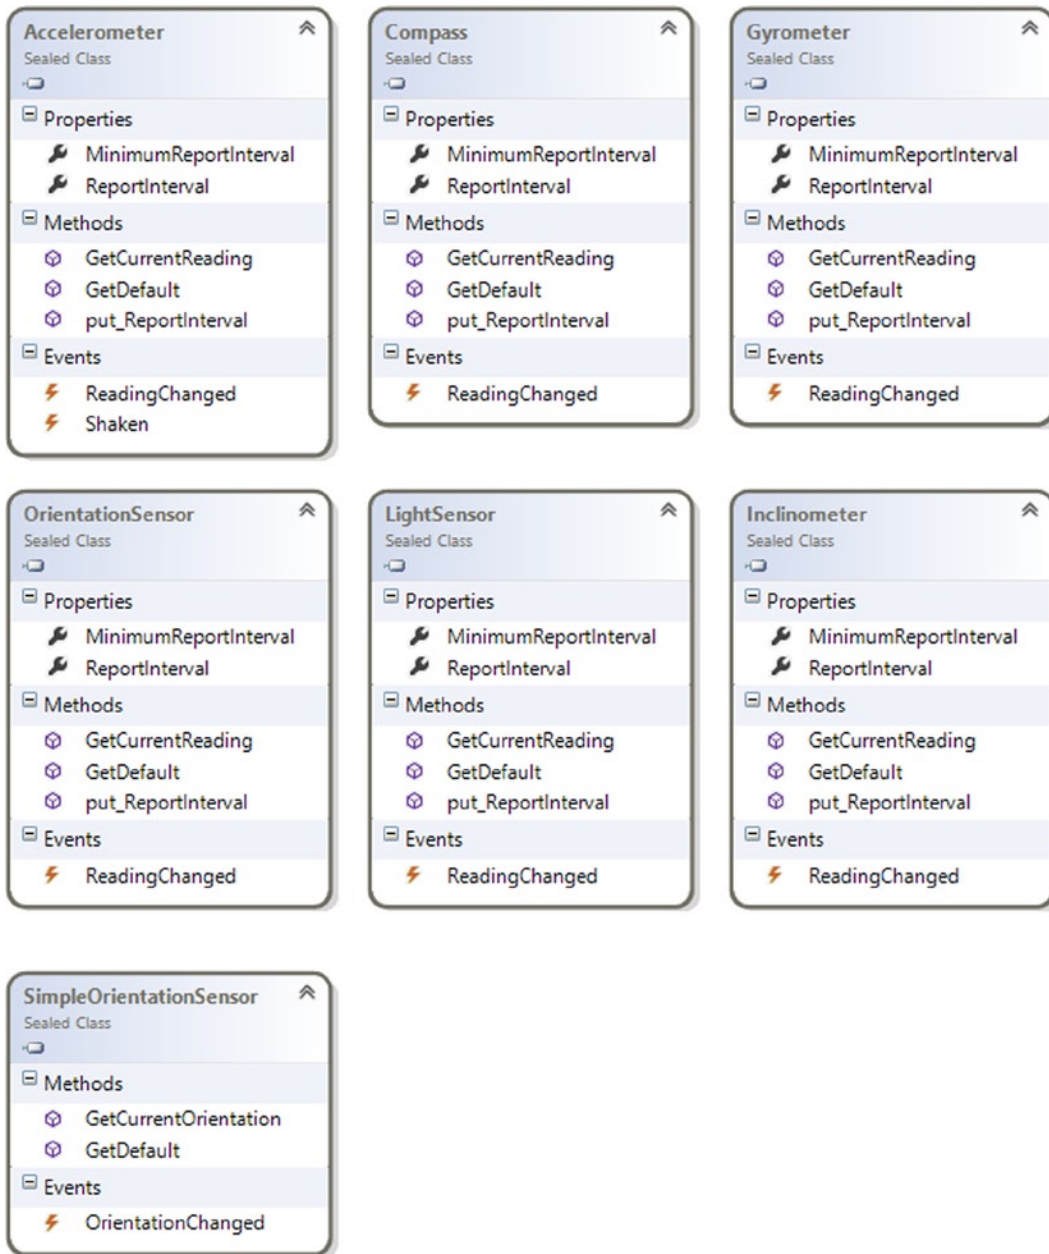 Accelerometer
Sealed Class
Properties
MinimumReportInterval
ReportInterval
Methods
GetCurrentReading
GetDefault
put_ReportInterval
Events
ReadingChanged
Shaken
Compass
Sealed Class
Properties
MinimumReportInterval
ReportInterval
Methods
GetCurrentReading
GetDefault
put_ReportInterval
Events
ReadingChanged
Gyrometer
Sealed Class
Properties
MinimumReportInterval
ReportInterval
Methods
GetCurrentReading
GetDefault
put_ReportInterval
Events
ReadingChanged
OrientationSensor
Sealed Class
Properties
MinimumReportInterval
ReportInterval
Methods
GetCurrentReading
GetDefault
put_ReportInterval
Events
ReadingChanged
LightSensor
Sealed Class
Properties
MinimumReportInterval
ReportInterval
Methods
GetCurrentReading
GetDefault
put_ReportInterval
Events
ReadingChanged
Inclinometer
Sealed Class
Properties
MinimumReportInterval
ReportInterval
Methods
GetCurrentReading
GetDefault
put_ReportInterval
Events
ReadingChanged
SimpleOrientationSensor
Sealed Class
Methods
GetCurrentOrientation
GetDefault
Events
OrientationChanged